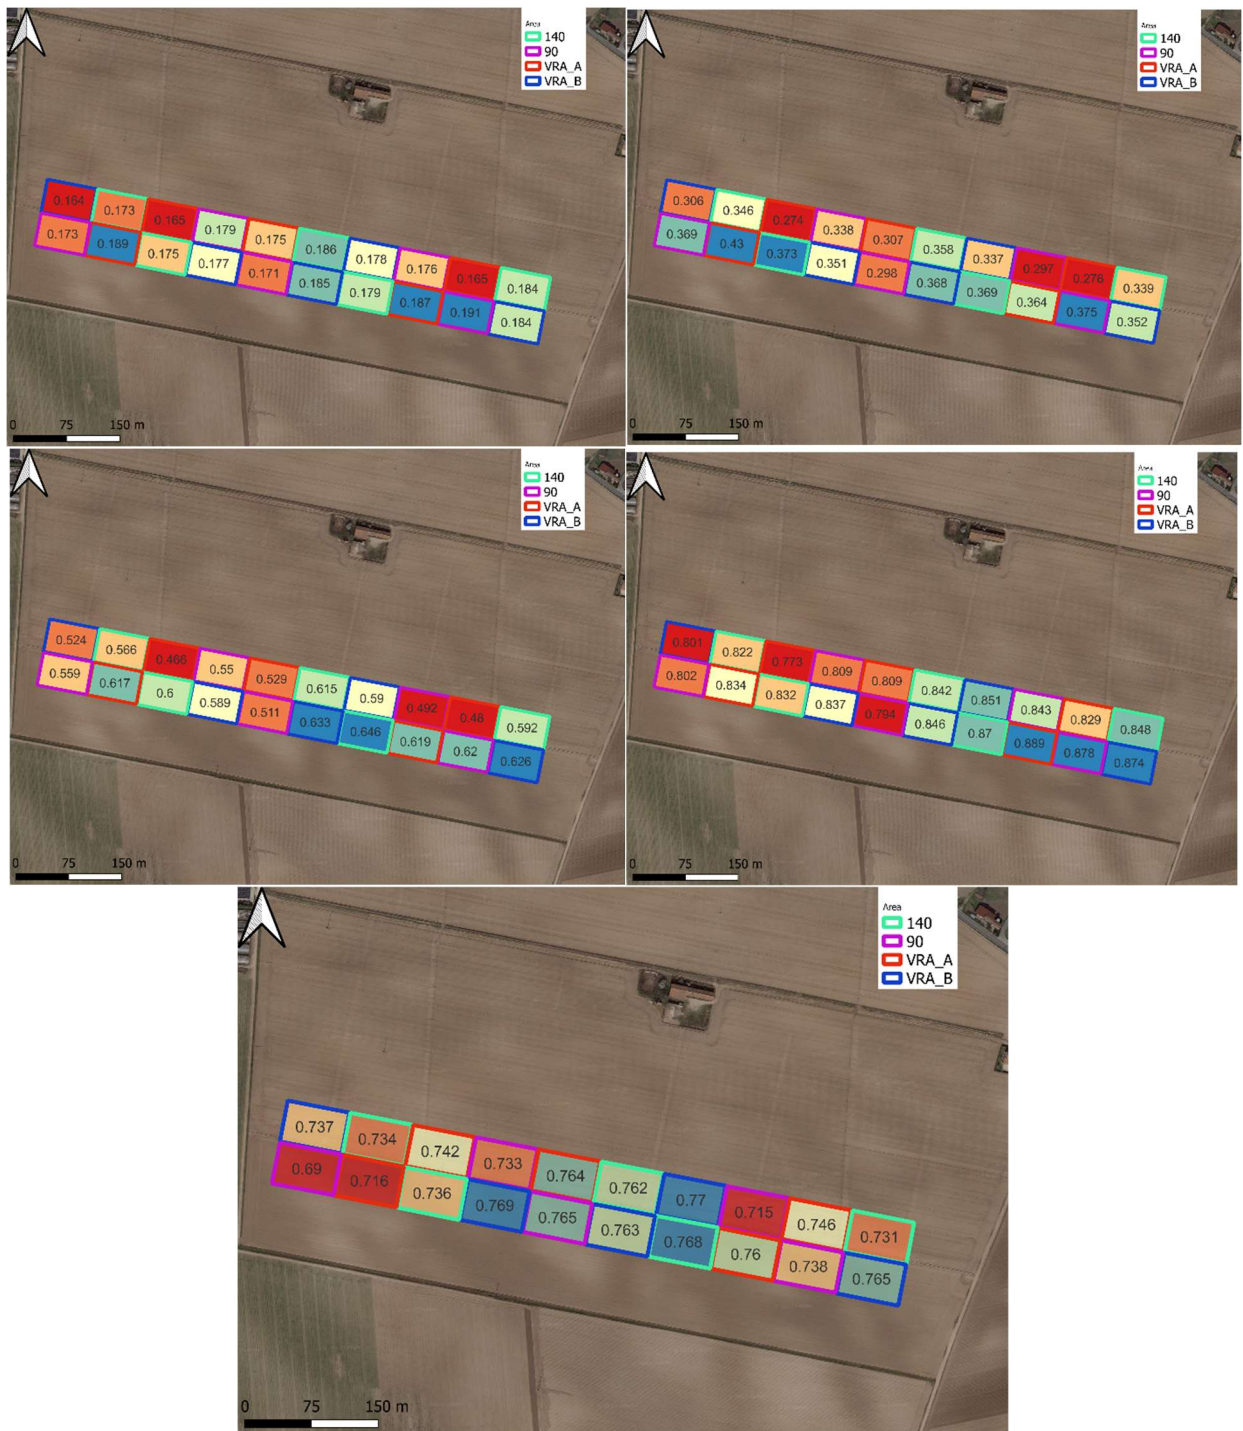 Area
140
90
VRA_A
VRA_B
0.164 0.173 0.165 0.179 0.175 0.186 0.178 0.176 0.165 0.184
0.173 0.189 0.175 0.177 0.171 0.185 0.179 0.187 0.191 0.184
0 75 150 m
Area
140
90
VRA_A
VRA_B
0.306 0.346 0.274 0.338 0.307 0.358 0.337 0.297 0.276 0.339
0.369 0.43 0.373 0.351 0.298 0.368 0.369 0.364 0.375 0.352
0 75 150 m
Area
140
90
VRA_A
VRA_B
0.524 0.566 0.466 0.55 0.529 0.615 0.59 0.492 0.48 0.592
0.559 0.617 0.6 0.589 0.511 0.633 0.646 0.619 0.62 0.626
0 75 150 m
Area
140
90
VRA_A
VRA_B
0.801 0.822 0.773 0.809 0.809 0.842 0.851 0.843 0.829 0.848
0.802 0.834 0.832 0.837 0.794 0.846 0.87 0.889 0.878 0.874
0 75 150 m
Area
140
90
VRA_A
VRA_B
0.737 0.734 0.742 0.733 0.764 0.762 0.77 0.715 0.746 0.731
0.69 0.716 0.736 0.769 0.765 0.763 0.768 0.76 0.738 0.765
0 75 150 m